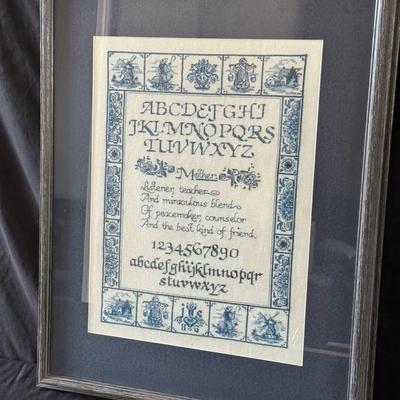 ABCDEFGHI
JKLMNOPQRS
TUVWXYZ
Mother
Listener, teacher
And miraculous blend
Of peacemaker, counselor
And the best kind of friend.
1234567890
abcdefghijklmnopqr
stuvwxyz